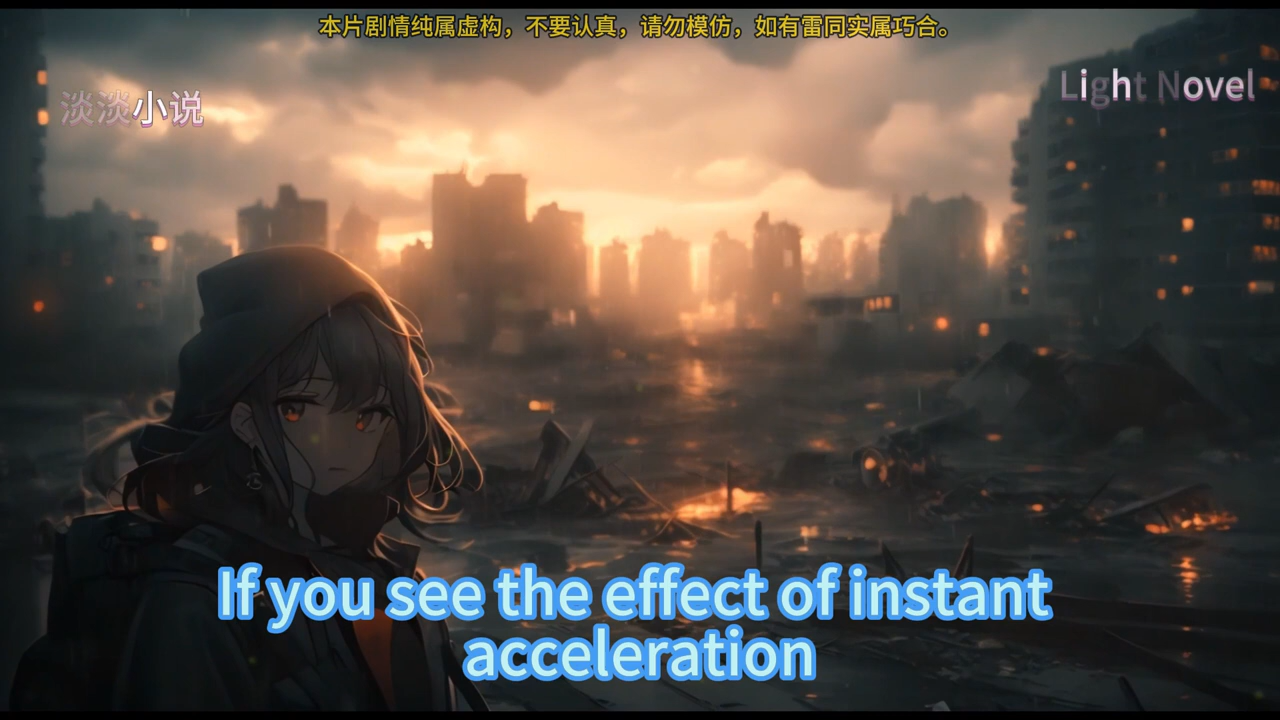 本片剧情纯属虚构，不要认真，请勿模仿，如有雷同实属巧合。
淡淡小说
Light Novel
If you see the effect of instant
acceleration